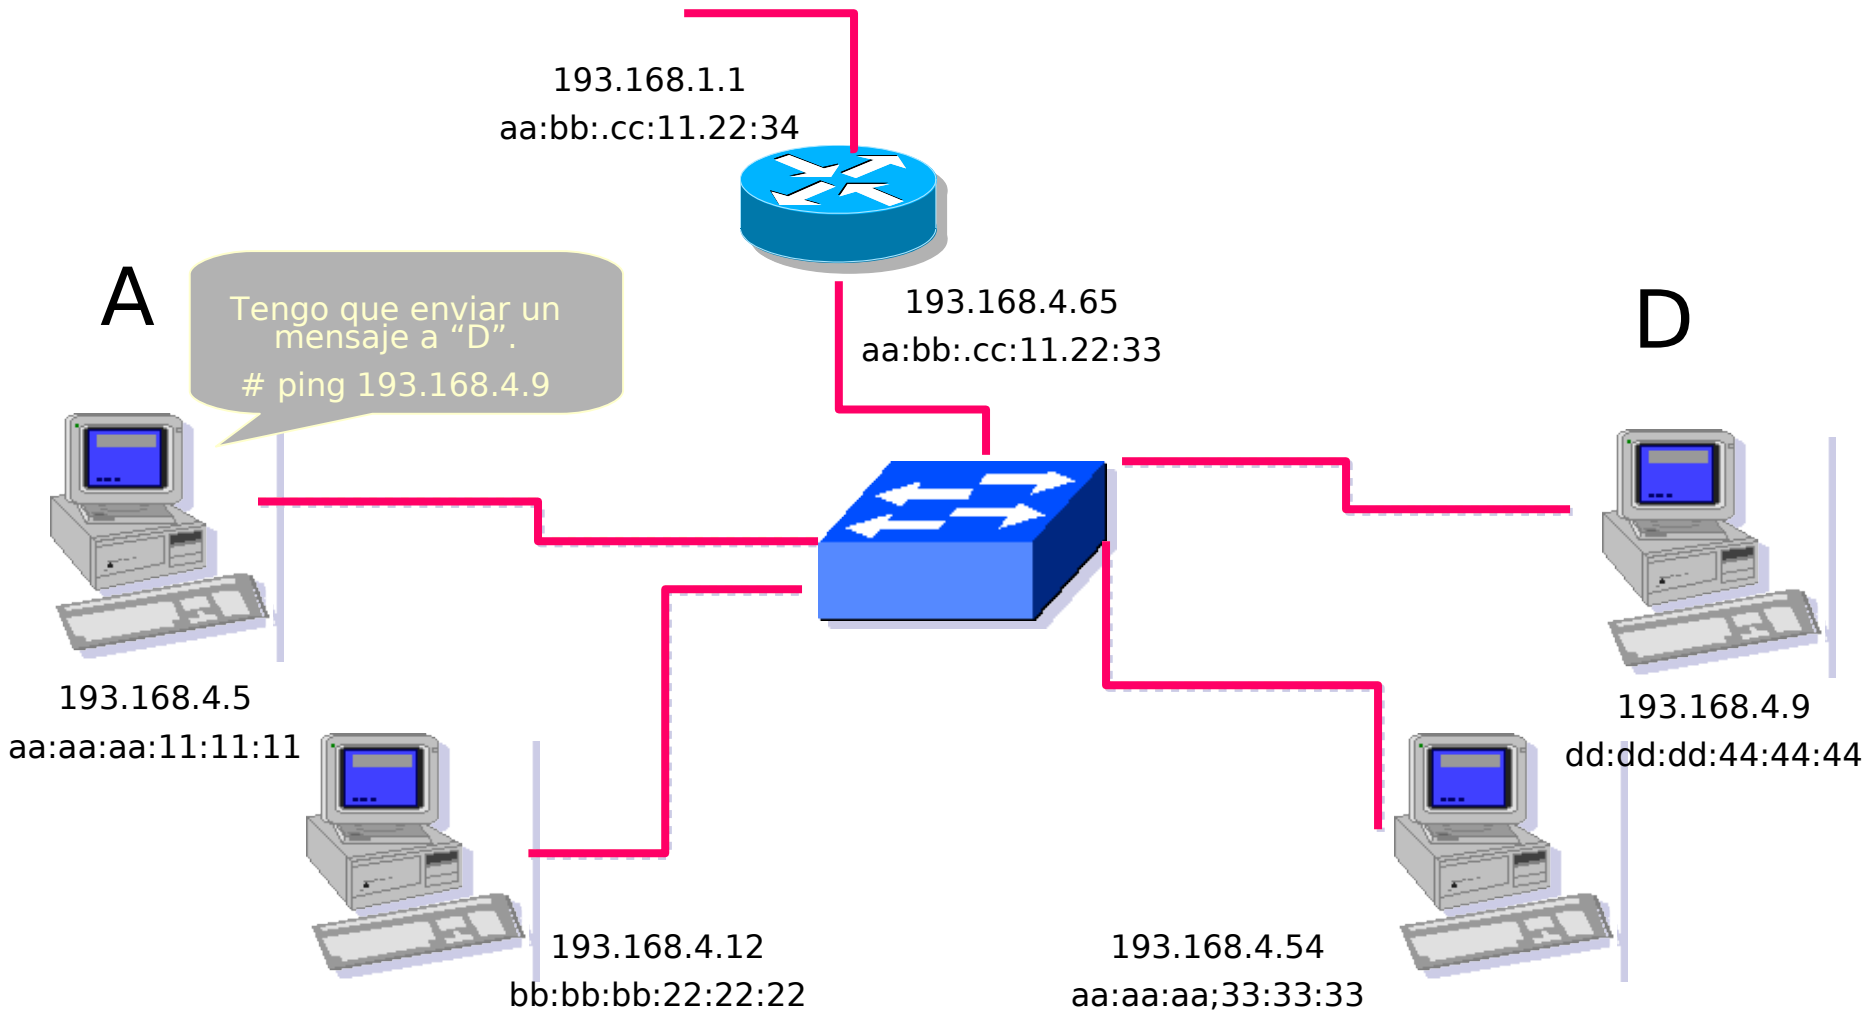 193.168.1.1
aa:bb:.cc:11.22:34
193.168.4.65
aa:bb:.cc:11.22:33
A
Tengo que enviar un
mensaje a “D”.
# ping 193.168.4.9
D
193.168.4.5
aa:aa:aa:11:11:11
193.168.4.9
dd:dd:dd:44:44:44
193.168.4.12
bb:bb:bb:22:22:22
193.168.4.54
aa:aa:aa;33:33:33